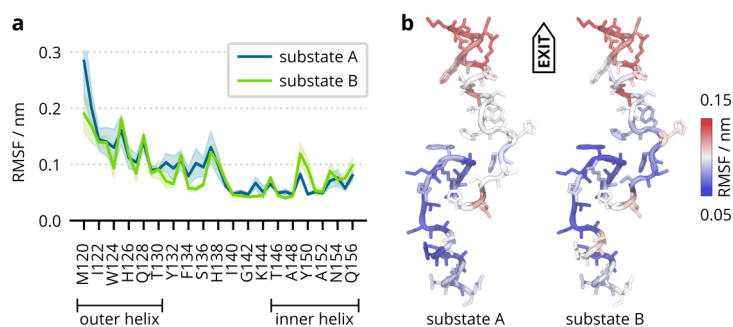 a
b
substate A
substate B
0.3
0.2
0.1
0.0
RMSF / nm
M120
I122
W124
H126
Q128
T130
Y132
F134
S136
H138
I140
G142
K144
T146
A148
Y150
A152
N154
Q156
outer helix
inner helix
EXIT
0.15
RMSF / nm
0.05
substate A
substate B